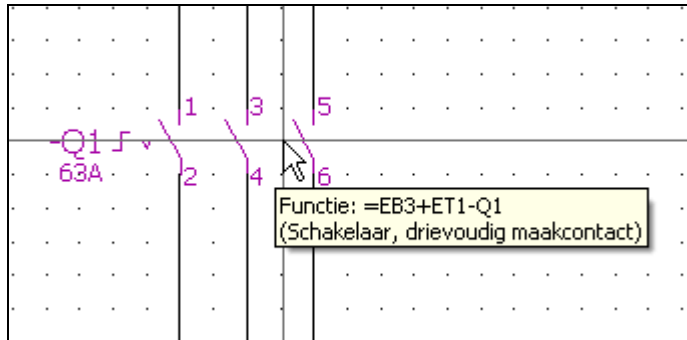 1 3 5
-Q1
63A
2 4 6
Functie: =EB3+ET1-Q1
(Schakelaar, drievoudig maakcontact)